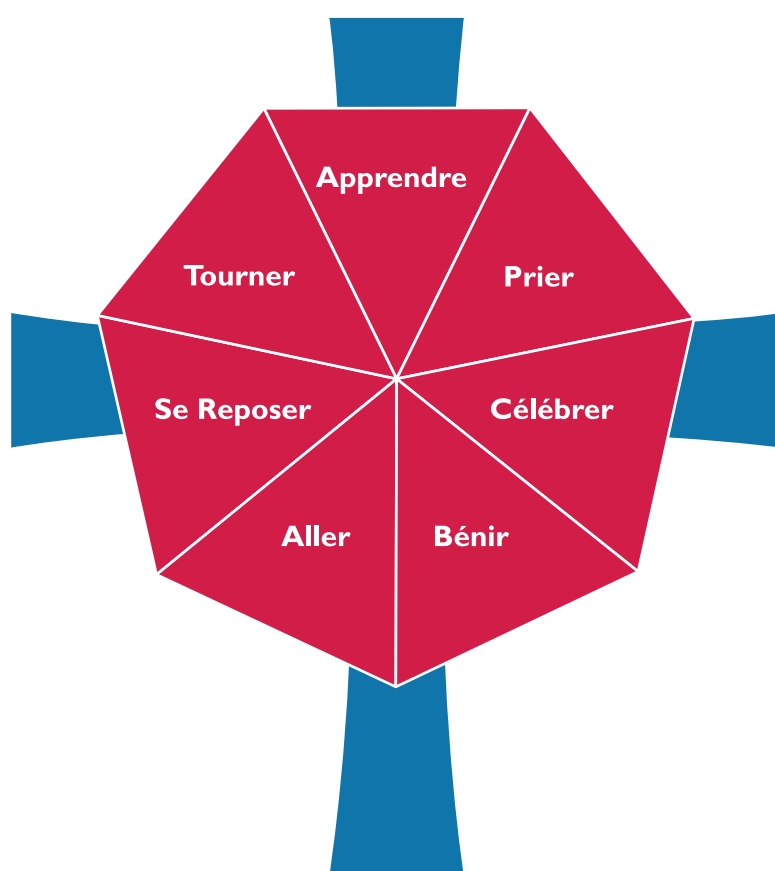 Apprendre
Tourner
Prier
Se Reposer
Célébrer
Aller
Bénir